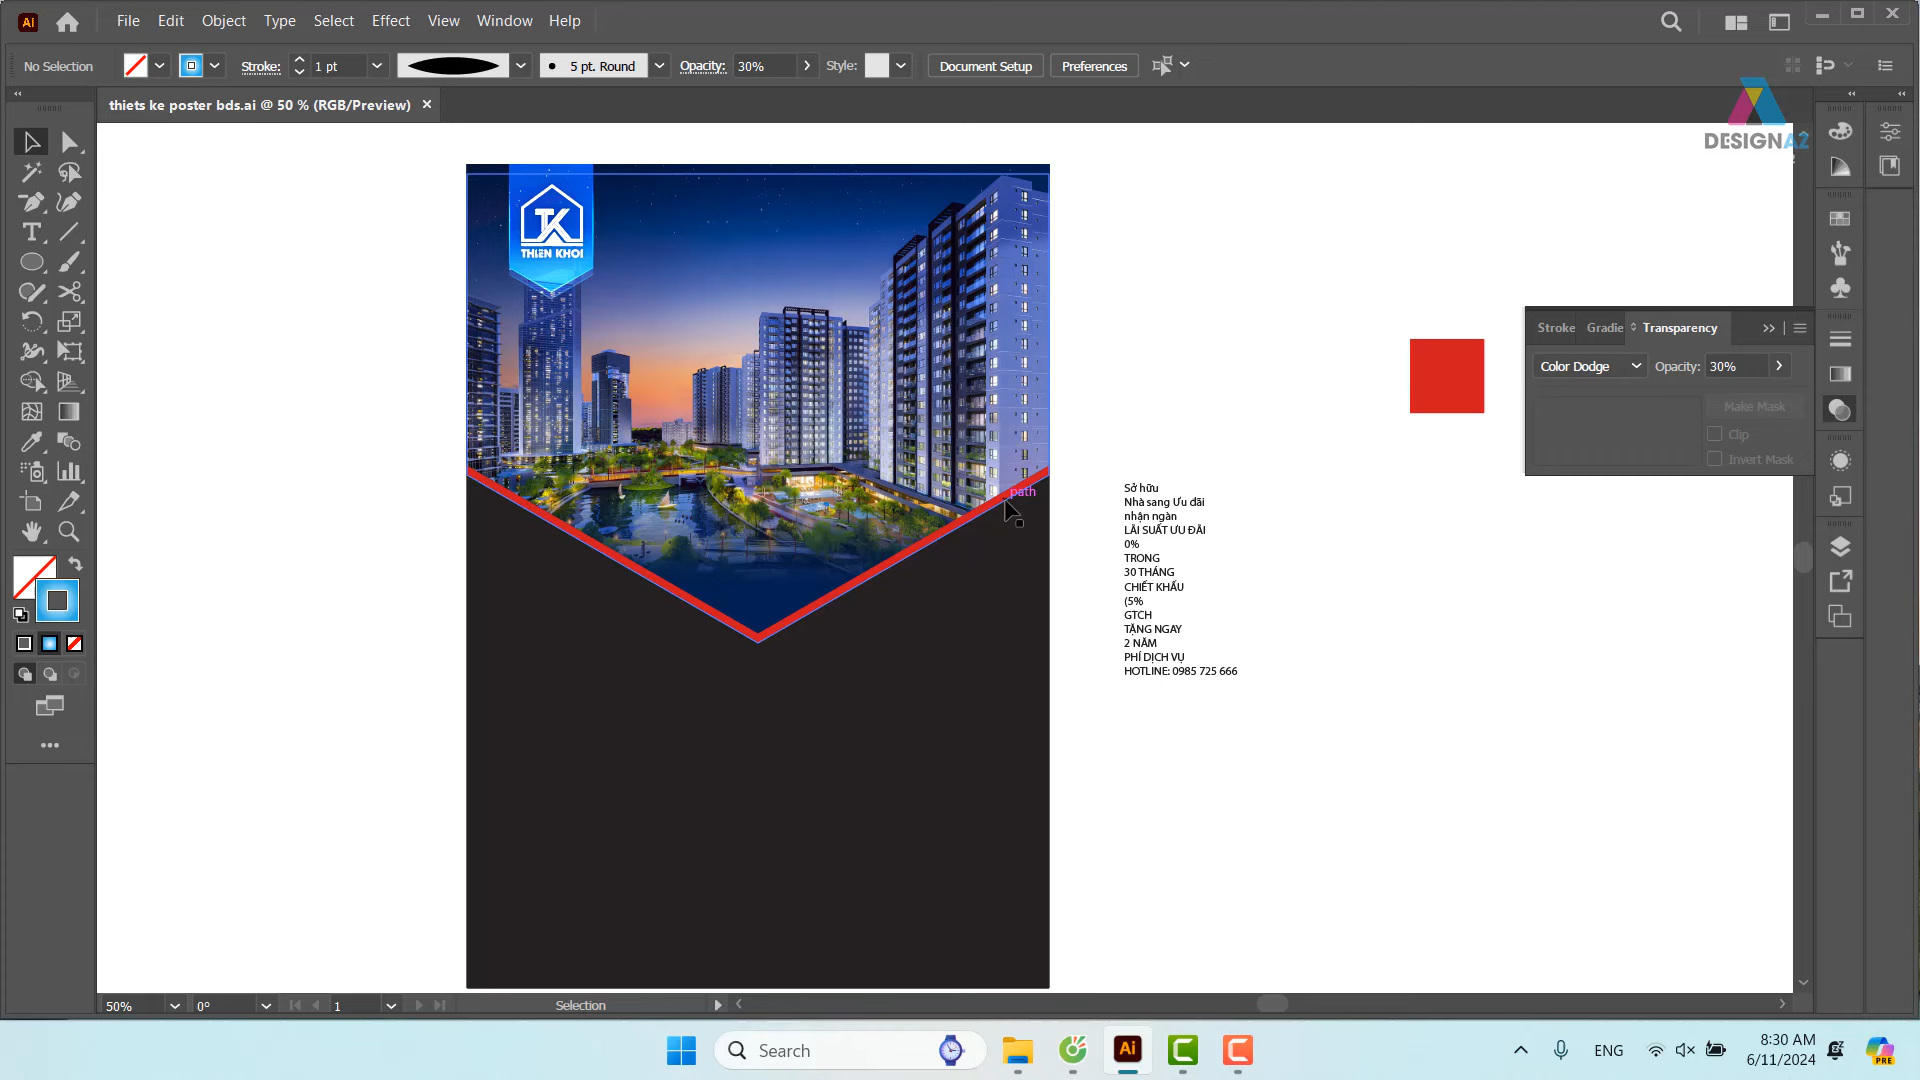 Ai
File Edit Object Type Select Effect View Window Help
No Selection
Stroke: 1 pt
5 pt. Round
Opacity: 30%
Style:
Document Setup
Preferences
thiets ke poster bds.ai @ 50 % (RGB/Preview)
DESIGNA2
TK
THIEN KHOI
path
Stroke Gradie Transparency
Color Dodge Opacity: 30%
Make Mask
Clip
Invert Mask
Sở hữu
Nhà sang Ưu đãi
nhận ngàn
LÃI SUẤT ƯU ĐÃI
0%
TRONG
30 THÁNG
CHIẾT KHẤU
(5%
GTCH
TẶNG NGAY
2 NĂM
PHÍ DỊCH VỤ
HOTLINE: 0985 725 666
50% 0° 1 Selection
Search
Ai
ENG
8:30 AM
6/11/2024
PRE